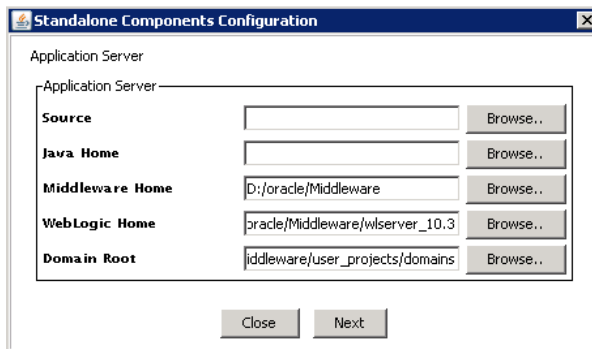 Standalone Components Configuration
Application Server
Application Server
Source Browse..
Java Home Browse..
Middleware Home D:/oracle/Middleware Browse..
WebLogic Home oracle/Middleware/wlserver_10.3 Browse..
Domain Root iddleware/user_projects/domains Browse..
Close Next